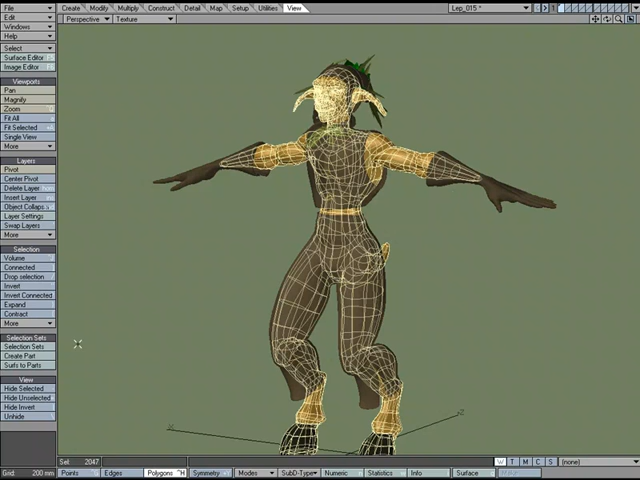 File Create Modify Multiply Construct Detail Map Setup Utilities View Lep_015 * 1
Edit Perspective Texture
Windows
Help
Select
Surface Editor
Image Editor
Viewports
Pan
Magnify
Zoom
Fit All
Fit Selected
Single View
More
Layers
Pivot
Center Pivot
Delete Layer
Insert Layer
Object Collaps
Layer Settings
Swap Layers
More
Selection
Volume
Connected
Drop selection
Invert
Invert Connected
Expand
Contract
More
Selection Sets
Selection Sets
Create Part
Surfs to Parts
View
Hide Selected
Hide Unselected
Hide Invert
Unhide
Sel: 2047 W T M C S (none)
Grid: 200 mm Points Edges Polygons ^H Symmetry Modes SubD-Type Numeric Statistics Info Surface